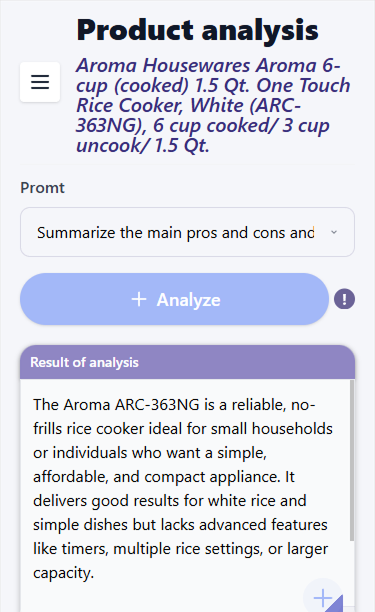 Product analysis
Aroma Housewares Aroma 6-
cup (cooked) 1.5 Qt. One Touch
Rice Cooker, White (ARC-
363NG), 6 cup cooked/ 3 cup
uncook/ 1.5 Qt.
Promt
Summarize the main pros and cons and
Analyze
Result of analysis
The Aroma ARC-363NG is a reliable, no-
frills rice cooker ideal for small households
or individuals who want a simple,
affordable, and compact appliance. It
delivers good results for white rice and
simple dishes but lacks advanced features
like timers, multiple rice settings, or larger
capacity.